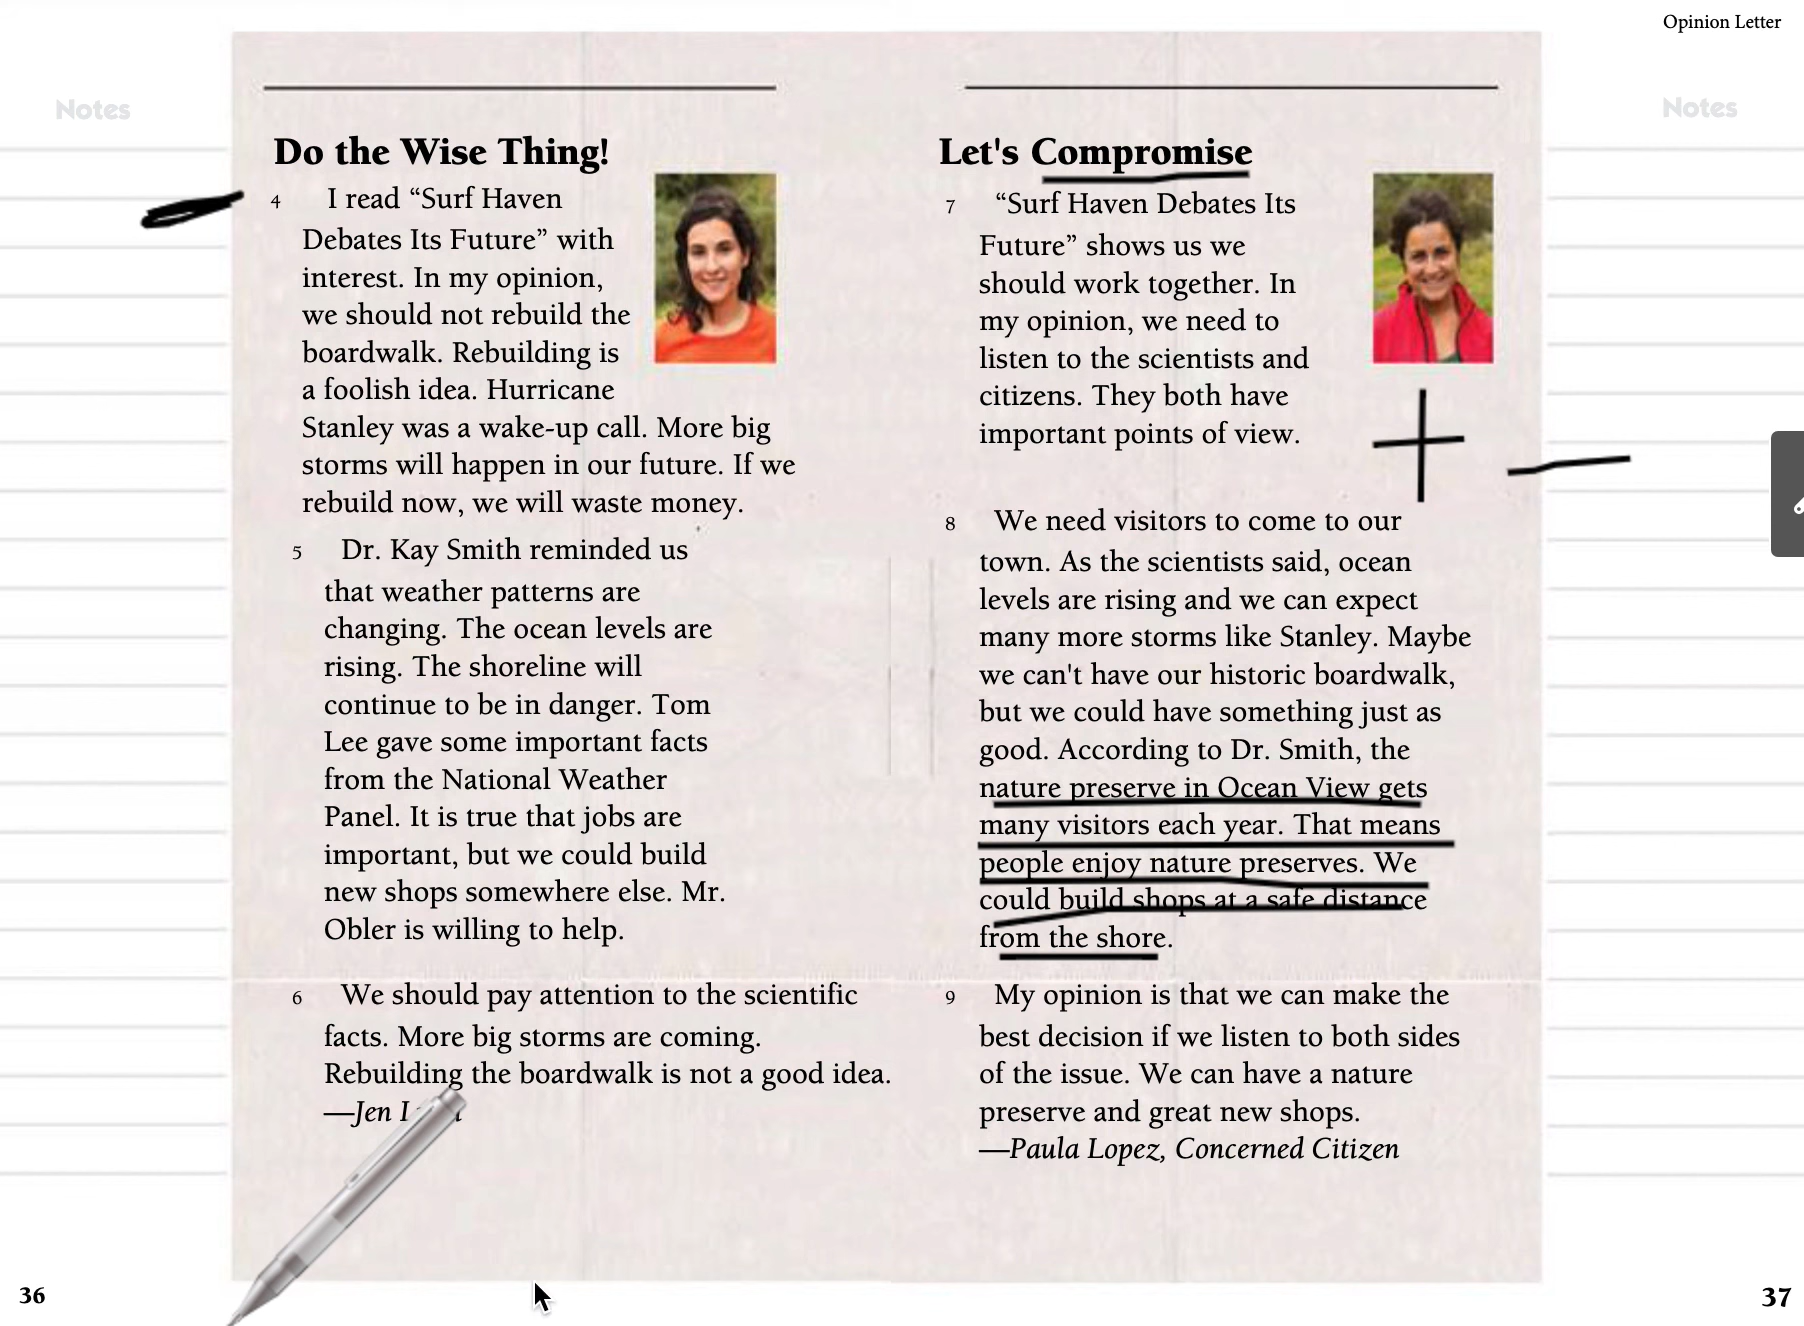 Opinion Letter
Notes
Notes
Do the Wise Thing!
4 I read “Surf Haven
Debates Its Future” with
interest. In my opinion,
we should not rebuild the
boardwalk. Rebuilding is
a foolish idea. Hurricane
Stanley was a wake-up call. More big
storms will happen in our future. If we
rebuild now, we will waste money.
5 Dr. Kay Smith reminded us
that weather patterns are
changing. The ocean levels are
rising. The shoreline will
continue to be in danger. Tom
Lee gave some important facts
from the National Weather
Panel. It is true that jobs are
important, but we could build
new shops somewhere else. Mr.
Obler is willing to help.
6 We should pay attention to the scientific
facts. More big storms are coming.
Rebuilding the boardwalk is not a good idea.
—Jen
36
Let's Compromise
7 “Surf Haven Debates Its
Future” shows us we
should work together. In
my opinion, we need to
listen to the scientists and
citizens. They both have
important points of view.
8 We need visitors to come to our
town. As the scientists said, ocean
levels are rising and we can expect
many more storms like Stanley. Maybe
we can't have our historic boardwalk,
but we could have something just as
good. According to Dr. Smith, the
nature preserve in Ocean View gets
many visitors each year. That means
people enjoy nature preserves. We
could build shops at a safe distance
from the shore.
9 My opinion is that we can make the
best decision if we listen to both sides
of the issue. We can have a nature
preserve and great new shops.
—Paula Lopez, Concerned Citizen
37